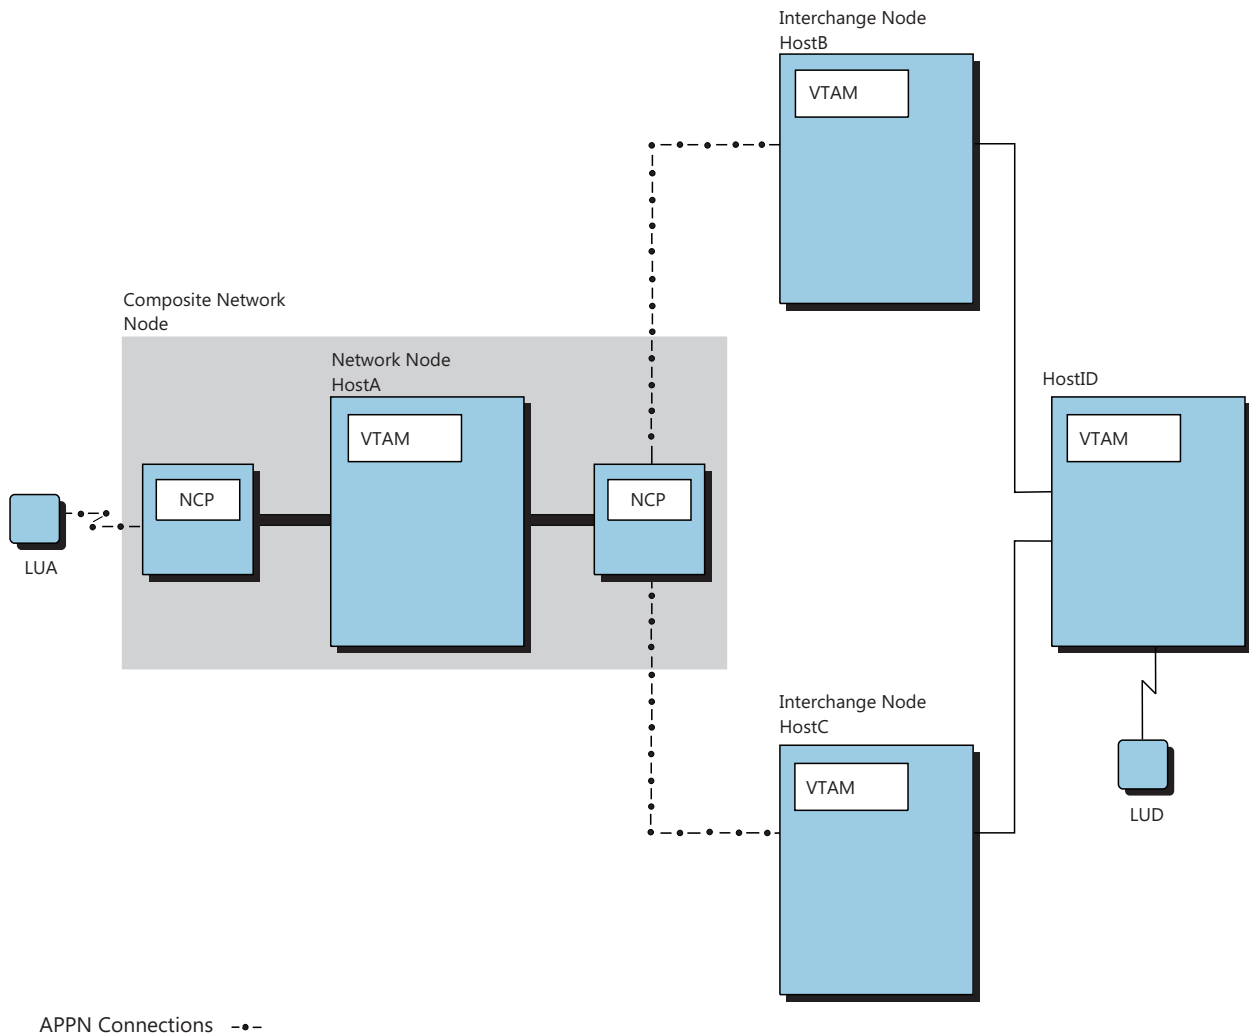 Interchange Node
HostB
VTAM
Composite Network
Node
Network Node
HostA
VTAM
HostID
VTAM
NCP
NCP
LUA
Interchange Node
HostC
VTAM
LUD
APPN Connections